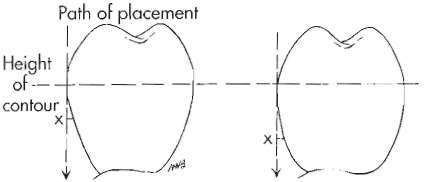 Path of placement
Height
of
contour
x
x